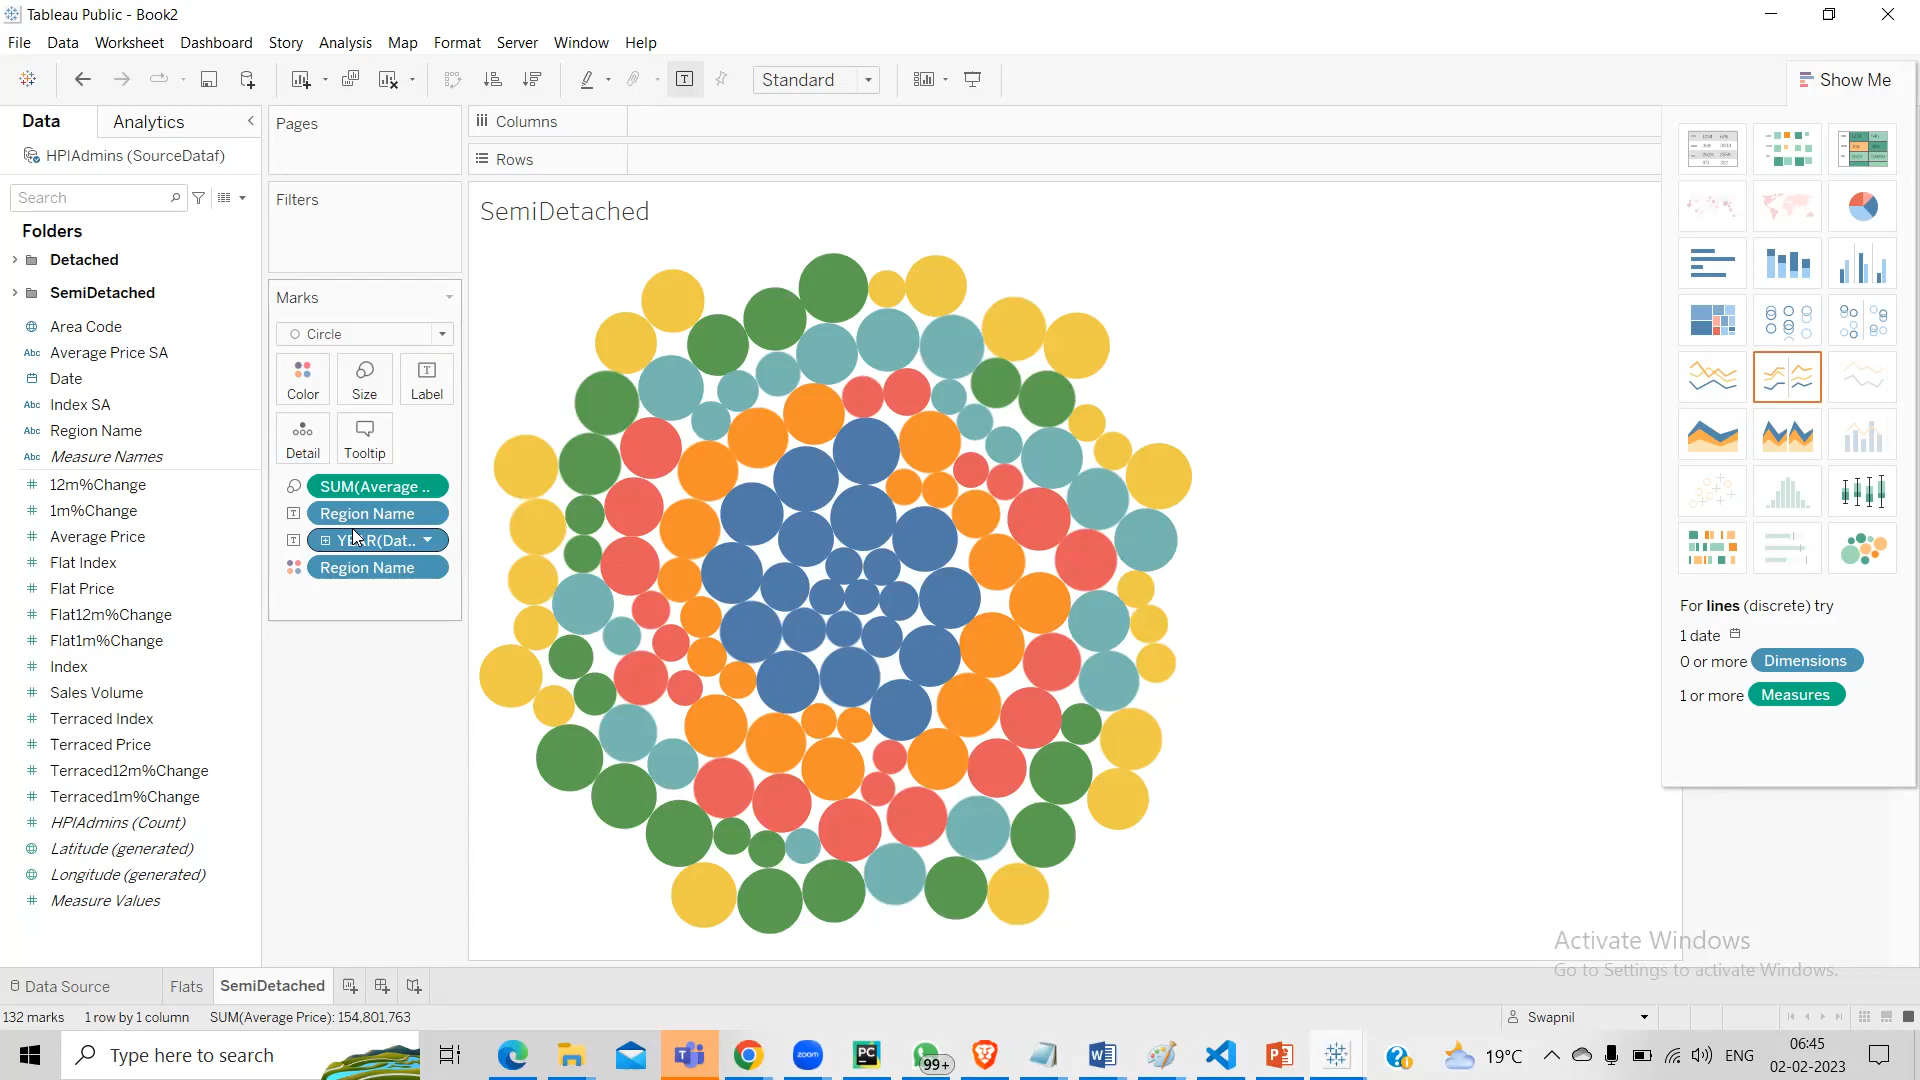 Tableau Public - Book2
File Data Worksheet Dashboard Story Analysis Map Format Server Window Help
Standard
Show Me
Data Analytics
HPIAdmins (SourceDataf)
Search
Folders
Detached
SemiDetached
Area Code
Abc Average Price SA
Date
Abc Index SA
Abc Region Name
Abc Measure Names
12m%Change
1m%Change
Average Price
Flat Index
Flat Price
Flat12m%Change
Flat1m%Change
Index
Sales Volume
Terraced Index
Terraced Price
Terraced12m%Change
Terraced1m%Change
HPIAdmins (Count)
Latitude (generated)
Longitude (generated)
Measure Values
Pages
Filters
Marks
Circle
Color Size Label
Detail Tooltip
SUM(Average ..
Region Name
YEAR(Dat..
Region Name
Columns
Rows
SemiDetached
For lines (discrete) try
1 date
0 or more Dimensions
1 or more Measures
Activate Windows
Go to Settings to activate Windows.
Data Source Flats SemiDetached
132 marks 1 row by 1 column SUM(Average Price): 154,801,763
Swapnil
Type here to search
zoom
PC
99+
19°C
ENG
06:45
02-02-2023